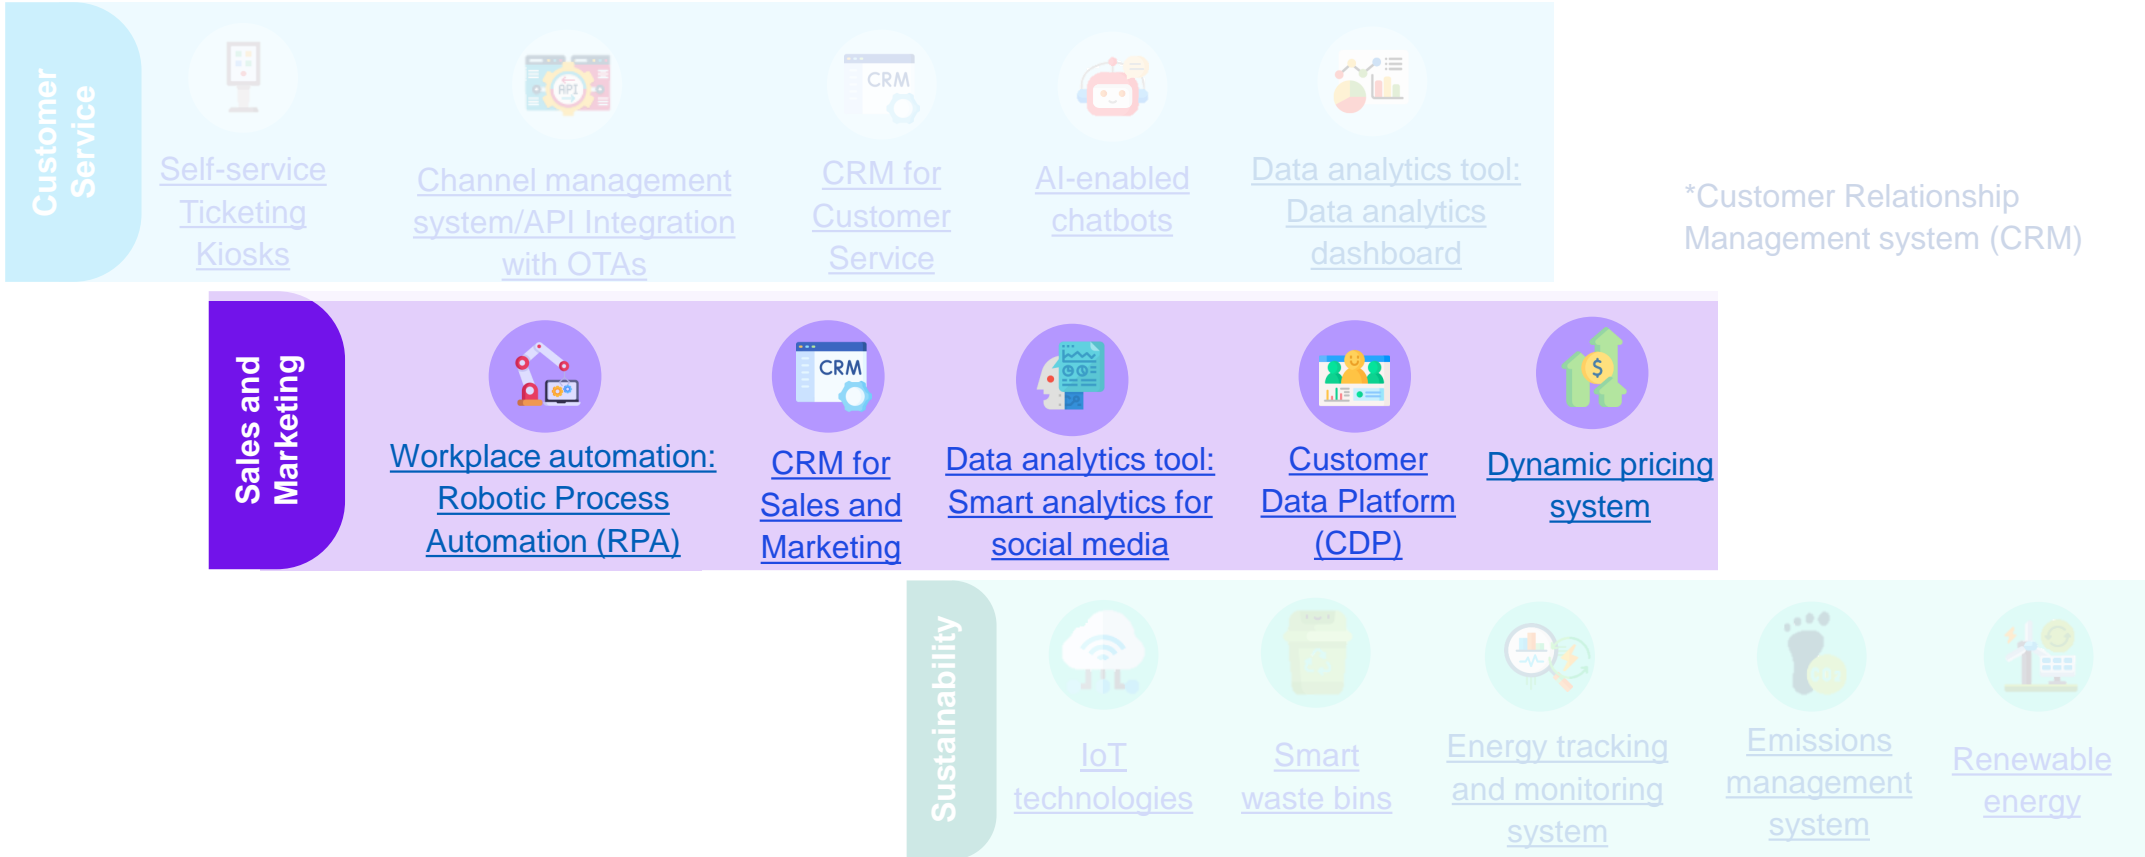 Customer
Service
API
CRM
Self-service
Ticketing
Kiosks
Channel management
system/API Integration
with OTAs
CRM for
Customer
Service
AI-enabled
chatbots
Data analytics tool:
Data analytics
dashboard
*Customer Relationship
Management system (CRM)
Sales and
Marketing
CRM
$
Workplace automation:
Robotic Process
Automation (RPA)
CRM for
Sales and
Marketing
Data analytics tool:
Smart analytics for
social media
Customer
Data Platform
(CDP)
Dynamic pricing
system
Sustainability
IoT
technologies
Smart
waste bins
Energy tracking
and monitoring
system
Emissions
management
system
Renewable
energy